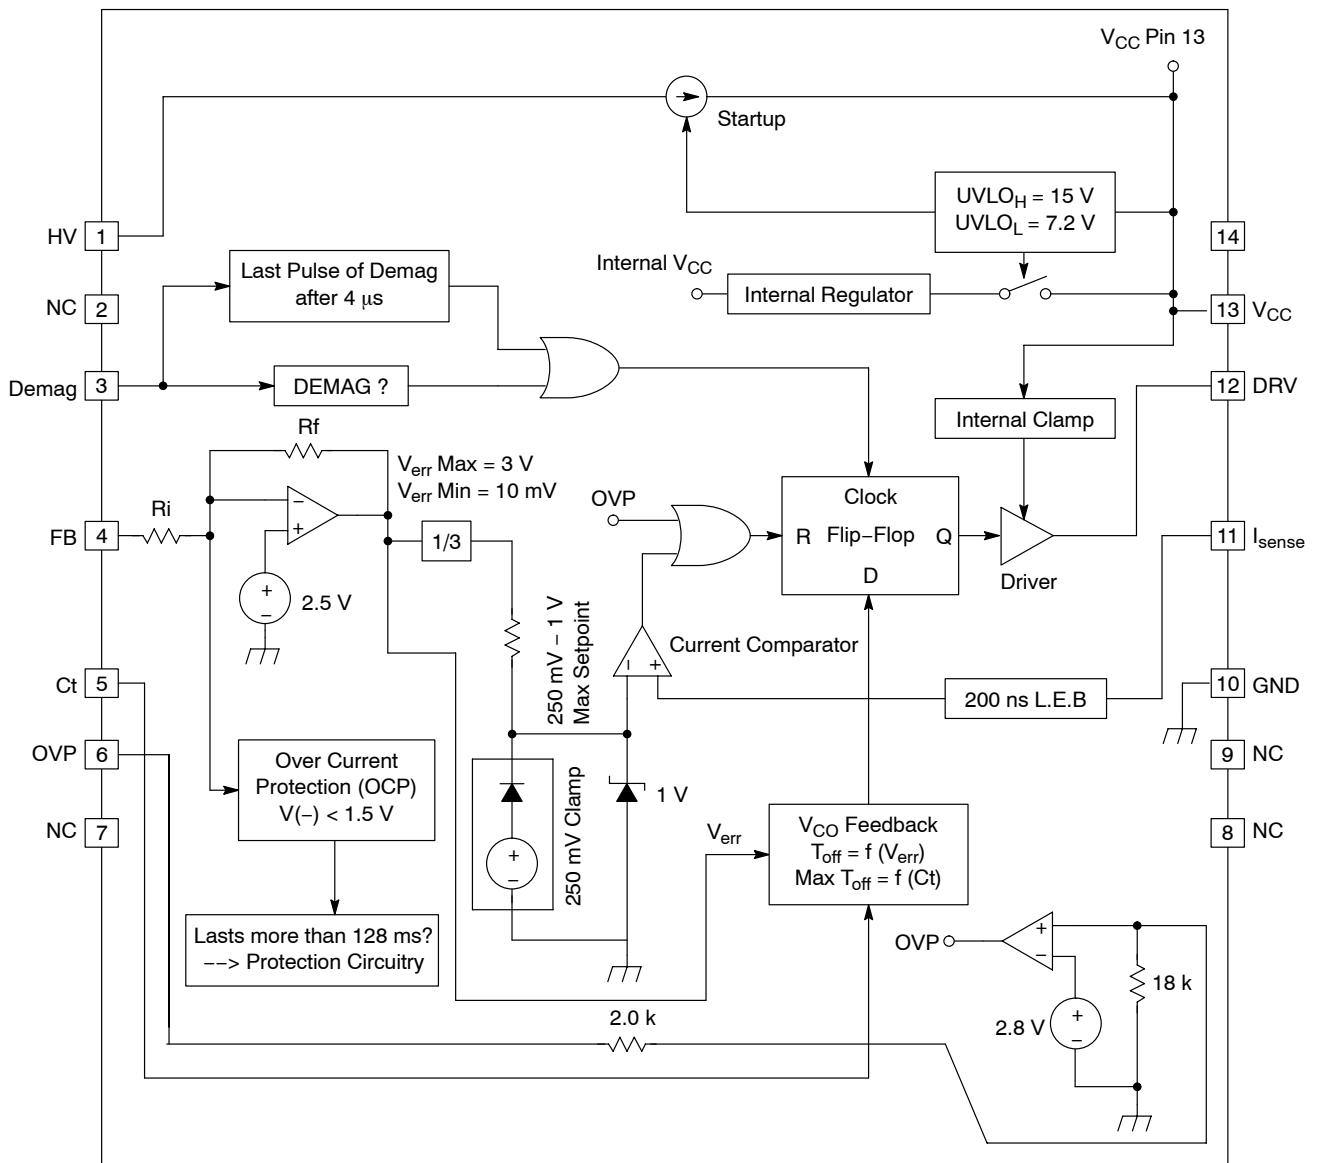 V_CC Pin 13
Startup
UVLO_H = 15 V
UVLO_L = 7.2 V
HV
1
14
Last Pulse of Demag
after 4 μs
Internal V_CC
Internal Regulator
NC
2
13
V_CC
Demag
3
DEMAG ?
12
DRV
Internal Clamp
Rf
V_err Max = 3 V
V_err Min = 10 mV
−
+
Ri
FB
4
1/3
OVP
Clock
R
Flip−Flop
Q
D
Driver
11
I_sense
+
−
2.5 V
250 mV − 1 V
Max Setpoint
Current Comparator
−
+
Ct
5
200 ns L.E.B
10
GND
OVP
6
Over Current
Protection (OCP)
V(−) < 1.5 V
9
NC
1 V
250 mV Clamp
+
−
NC
7
V_err
V_CO Feedback
T_off = f (V_err)
Max T_off = f (Ct)
8
NC
Lasts more than 128 ms?
−−> Protection Circuitry
OVP
+
−
18 k
2.8 V
+
−
2.0 k